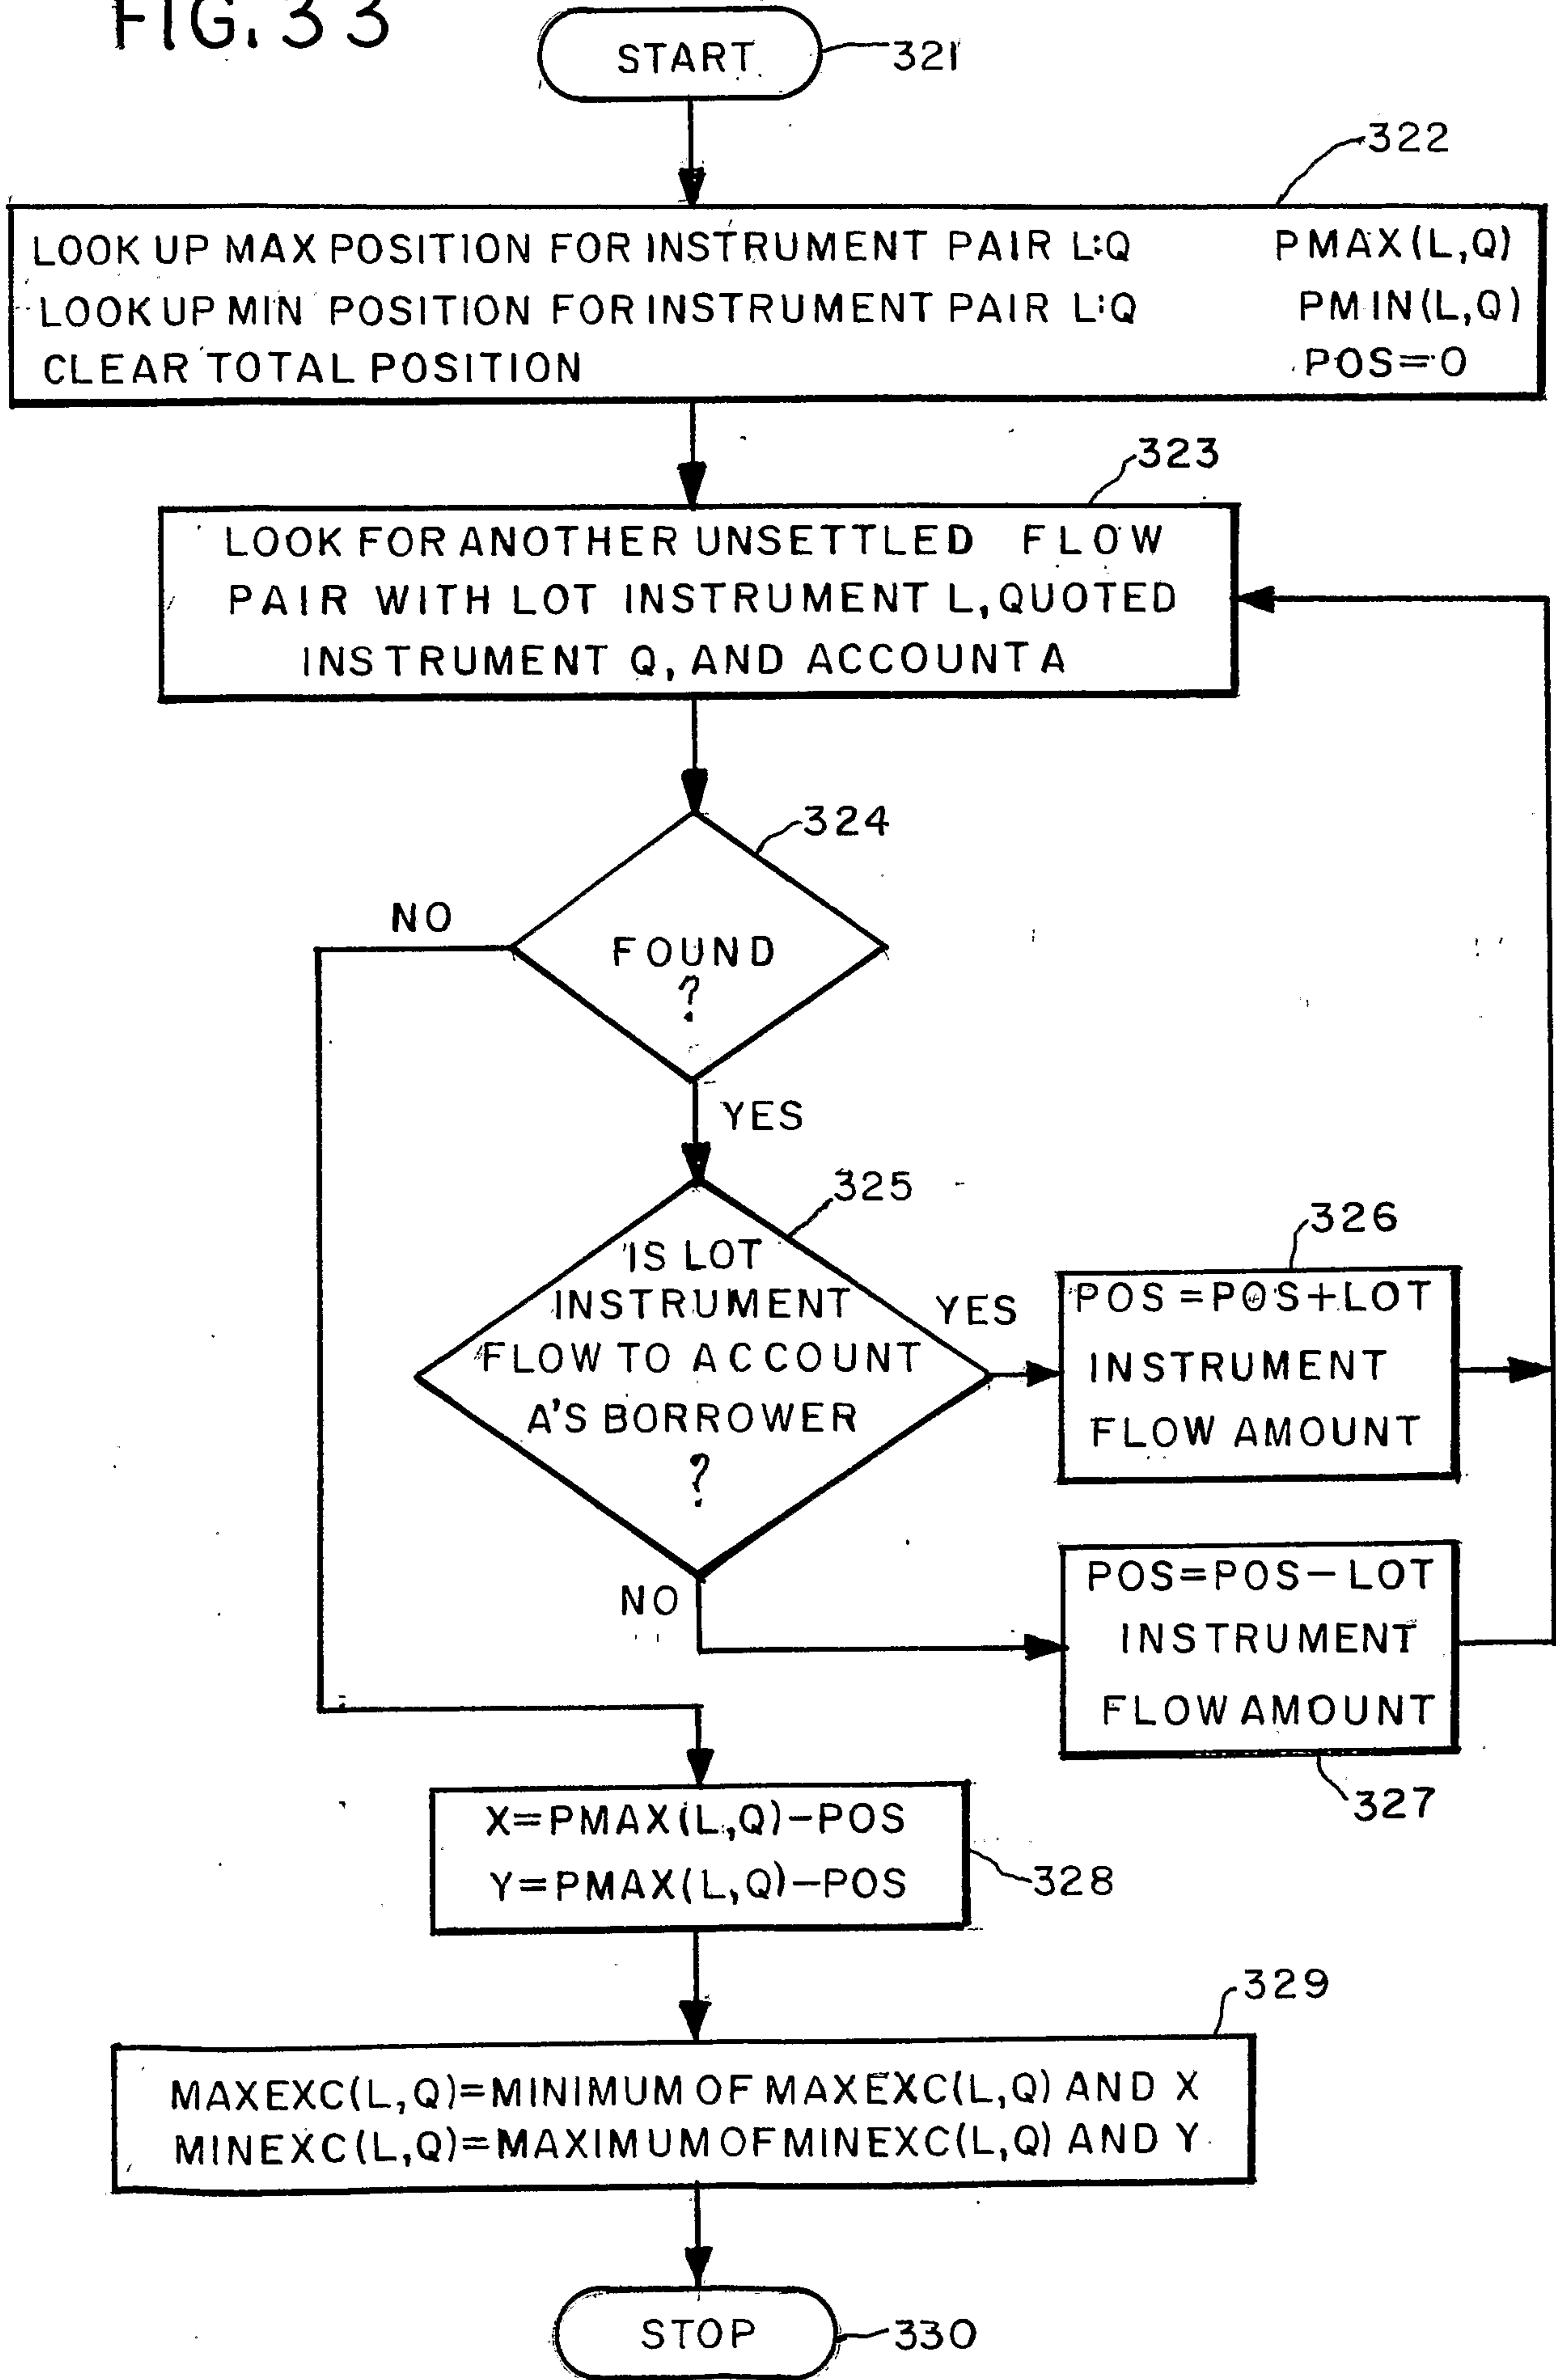 FIG. 33
START
321
322
LOOK UP MAX POSITION FOR INSTRUMENT PAIR L:Q PMAX(L,Q)
LOOK UP MIN POSITION FOR INSTRUMENT PAIR L:Q PMIN(L,Q)
CLEAR TOTAL POSITION POS=0
323
LOOK FOR ANOTHER UNSETTLED FLOW
PAIR WITH LOT INSTRUMENT L, QUOTED
INSTRUMENT Q, AND ACCOUNT A
324
NO
FOUND
?
YES
325
IS LOT
INSTRUMENT
FLOW TO ACCOUNT
A'S BORROWER
?
YES
326
POS=POS+LOT
INSTRUMENT
FLOW AMOUNT
NO
POS=POS-LOT
INSTRUMENT
FLOW AMOUNT
327
X=PMAX(L,Q)-POS
Y=PMAX(L,Q)-POS
328
329
MAXEXC(L,Q)=MINIMUM OF MAXEXC(L,Q) AND X
MINEXC(L,Q)=MAXIMUM OF MINEXC(L,Q) AND Y
STOP
330